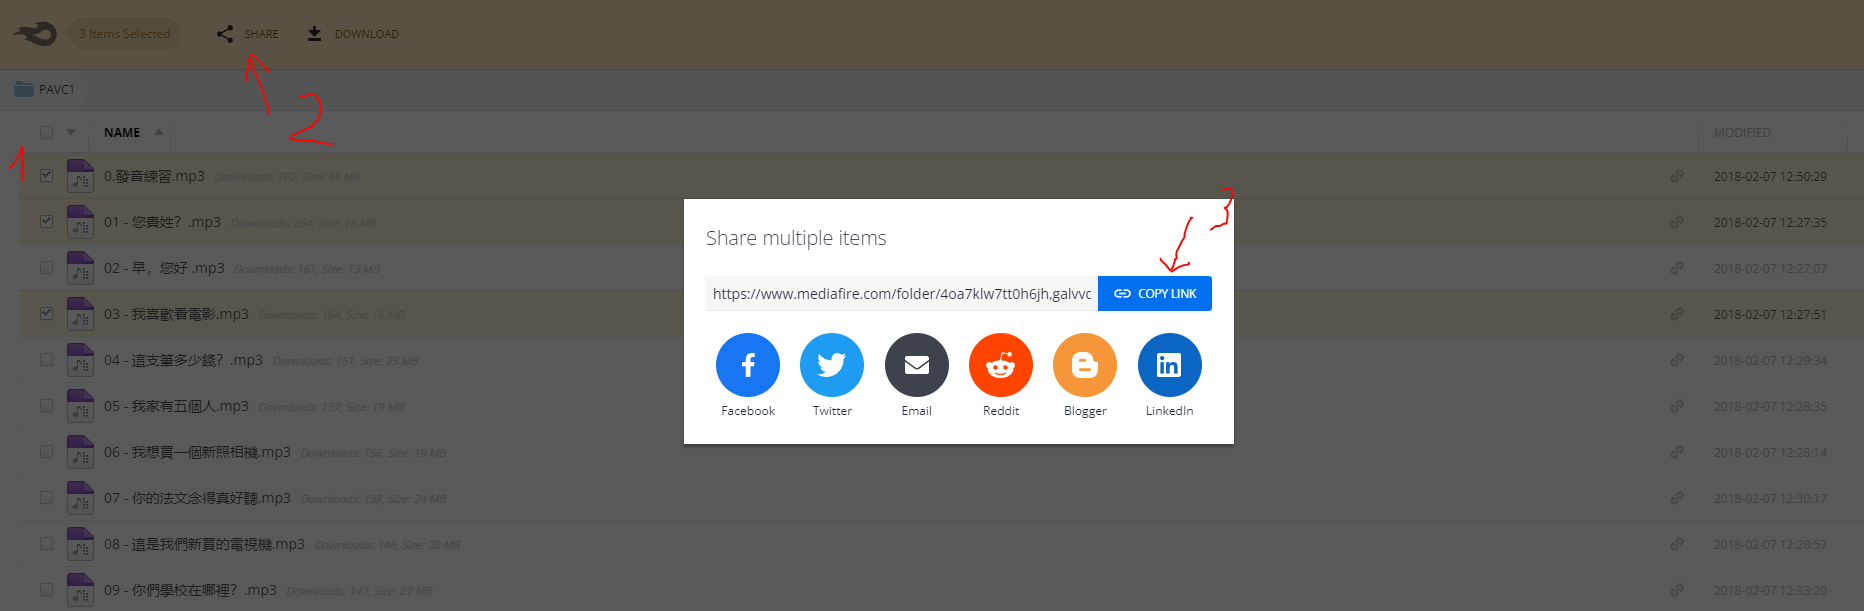 3 Items Selected
SHARE
DOWNLOAD
PAVC1
2
NAME
MODIFIED
1
0.發音練習.mp3 Downloads: 762, Size: 49 MB 2018-02-07 12:50:29
01 - 您貴姓? .mp3 Downloads: 264, Size: 16 MB 2018-02-07 12:27:35
02 - 早, 您好 .mp3 Downloads: 161, Size: 13 MB 2018-02-07 12:27:07
03 - 我喜歡看電影.mp3 Downloads: 164, Size: 16 MB 2018-02-07 12:27:51
04 - 這支筆多少錢? .mp3 Downloads: 151, Size: 23 MB 2018-02-07 12:29:34
05 - 我家有五個人.mp3 Downloads: 157, Size: 19 MB 2018-02-07 12:28:35
06 - 我想買一個新照相機.mp3 Downloads: 156, Size: 19 MB 2018-02-07 12:28:14
07 - 你的法文念得真好聽.mp3 Downloads: 138, Size: 24 MB 2018-02-07 12:30:17
08 - 這是我們新買的電視機.mp3 Downloads: 146, Size: 20 MB 2018-02-07 12:28:57
09 - 你們學校在哪裡? .mp3 Downloads: 147, Size: 27 MB 2018-02-07 12:33:20
3
Share multiple items
https://www.mediafire.com/folder/4oa7klw7tt0h6jh,galvvc
COPY LINK
Facebook
Twitter
Email
Reddit
Blogger
LinkedIn